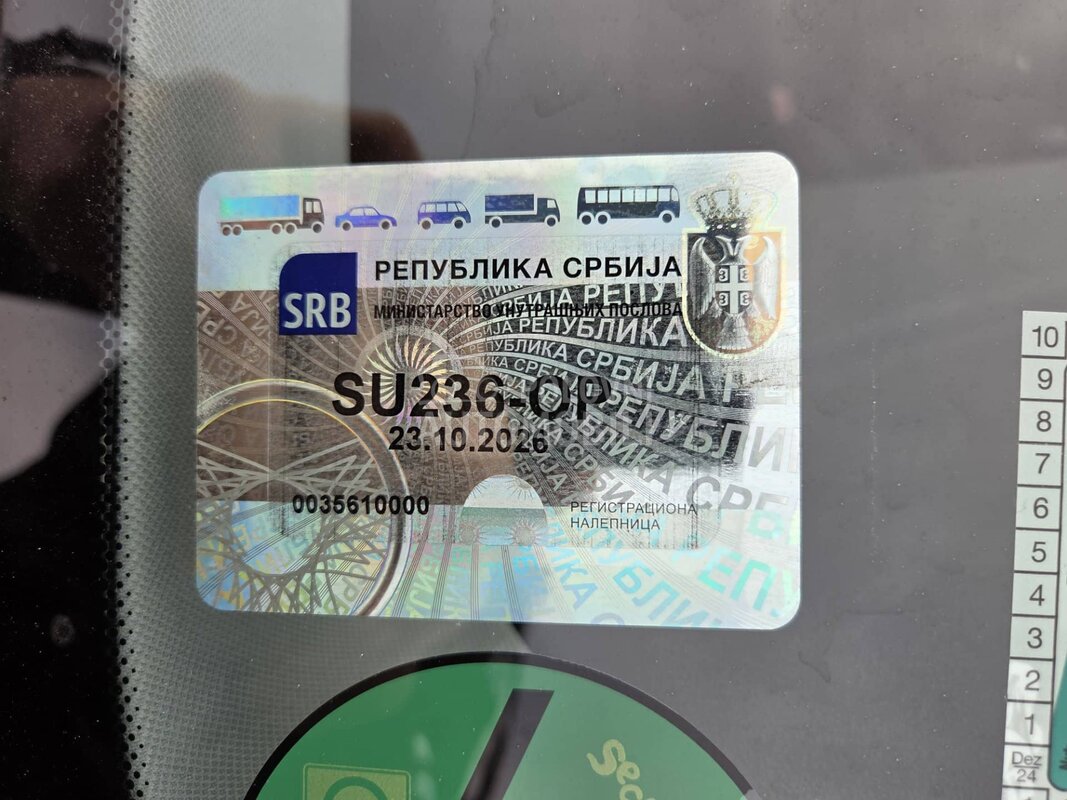 РЕПУБЛИКА СРБИЈА
SRB
МИНИСТАРСТВО УНУТРАШЊИХ ПОСЛОВА
SU236-OP
23.10.2026
0035610000
РЕГИСТРАЦИОНА
НАЛЕПНИЦА
10
9
8
7
6
5
4
3
2
1
Dez
24